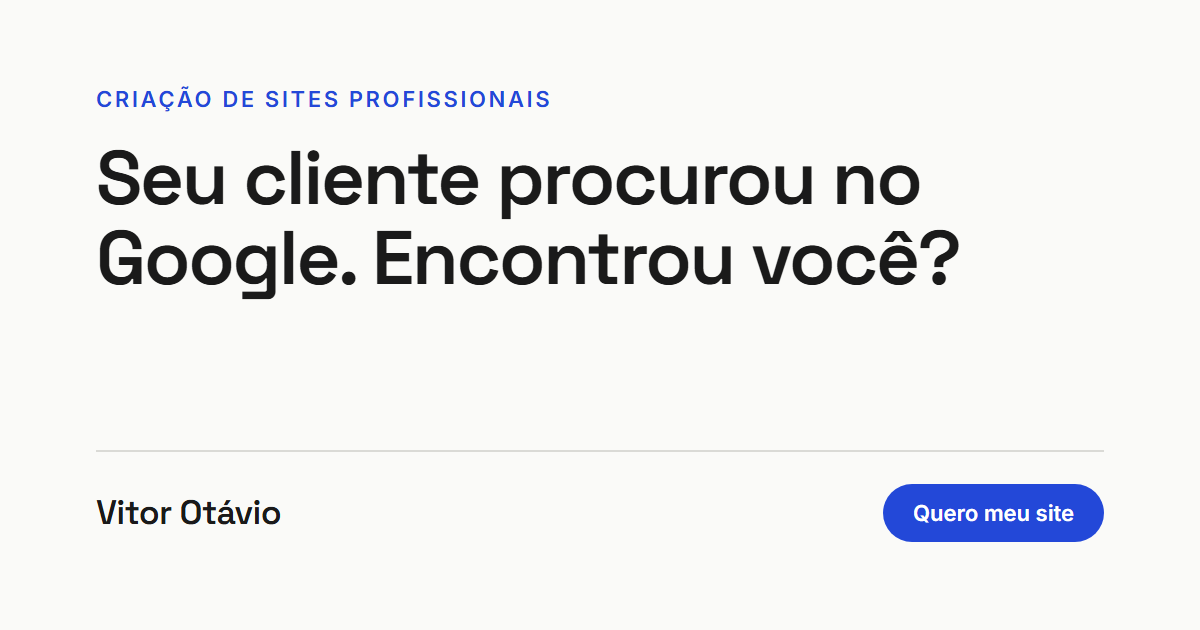 CRIAÇÃO DE SITES PROFISSIONAIS
Seu cliente procurou no
Google. Encontrou você?
Vitor Otávio
Quero meu site